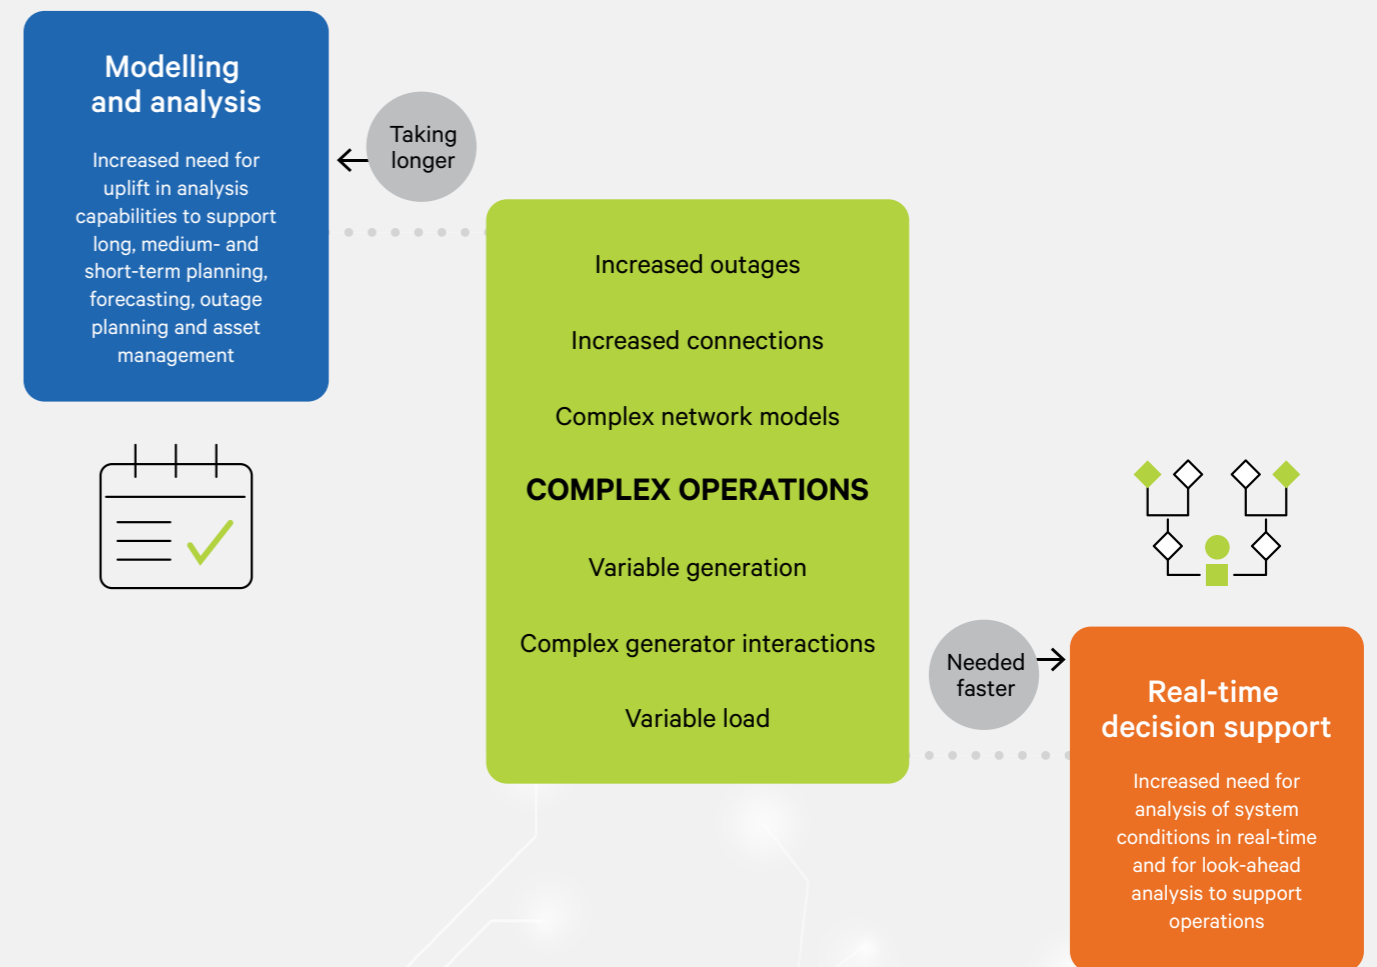 Modelling
and analysis
Increased need for
uplift in analysis
capabilities to support
long, medium- and
short-term planning,
forecasting, outage
planning and asset
management
Taking
longer
Increased outages
Increased connections
Complex network models
COMPLEX OPERATIONS
Variable generation
Complex generator interactions
Variable load
Needed
faster
Real-time
decision support
Increased need for
analysis of system
conditions in real-time
and for look-ahead
analysis to support
operations